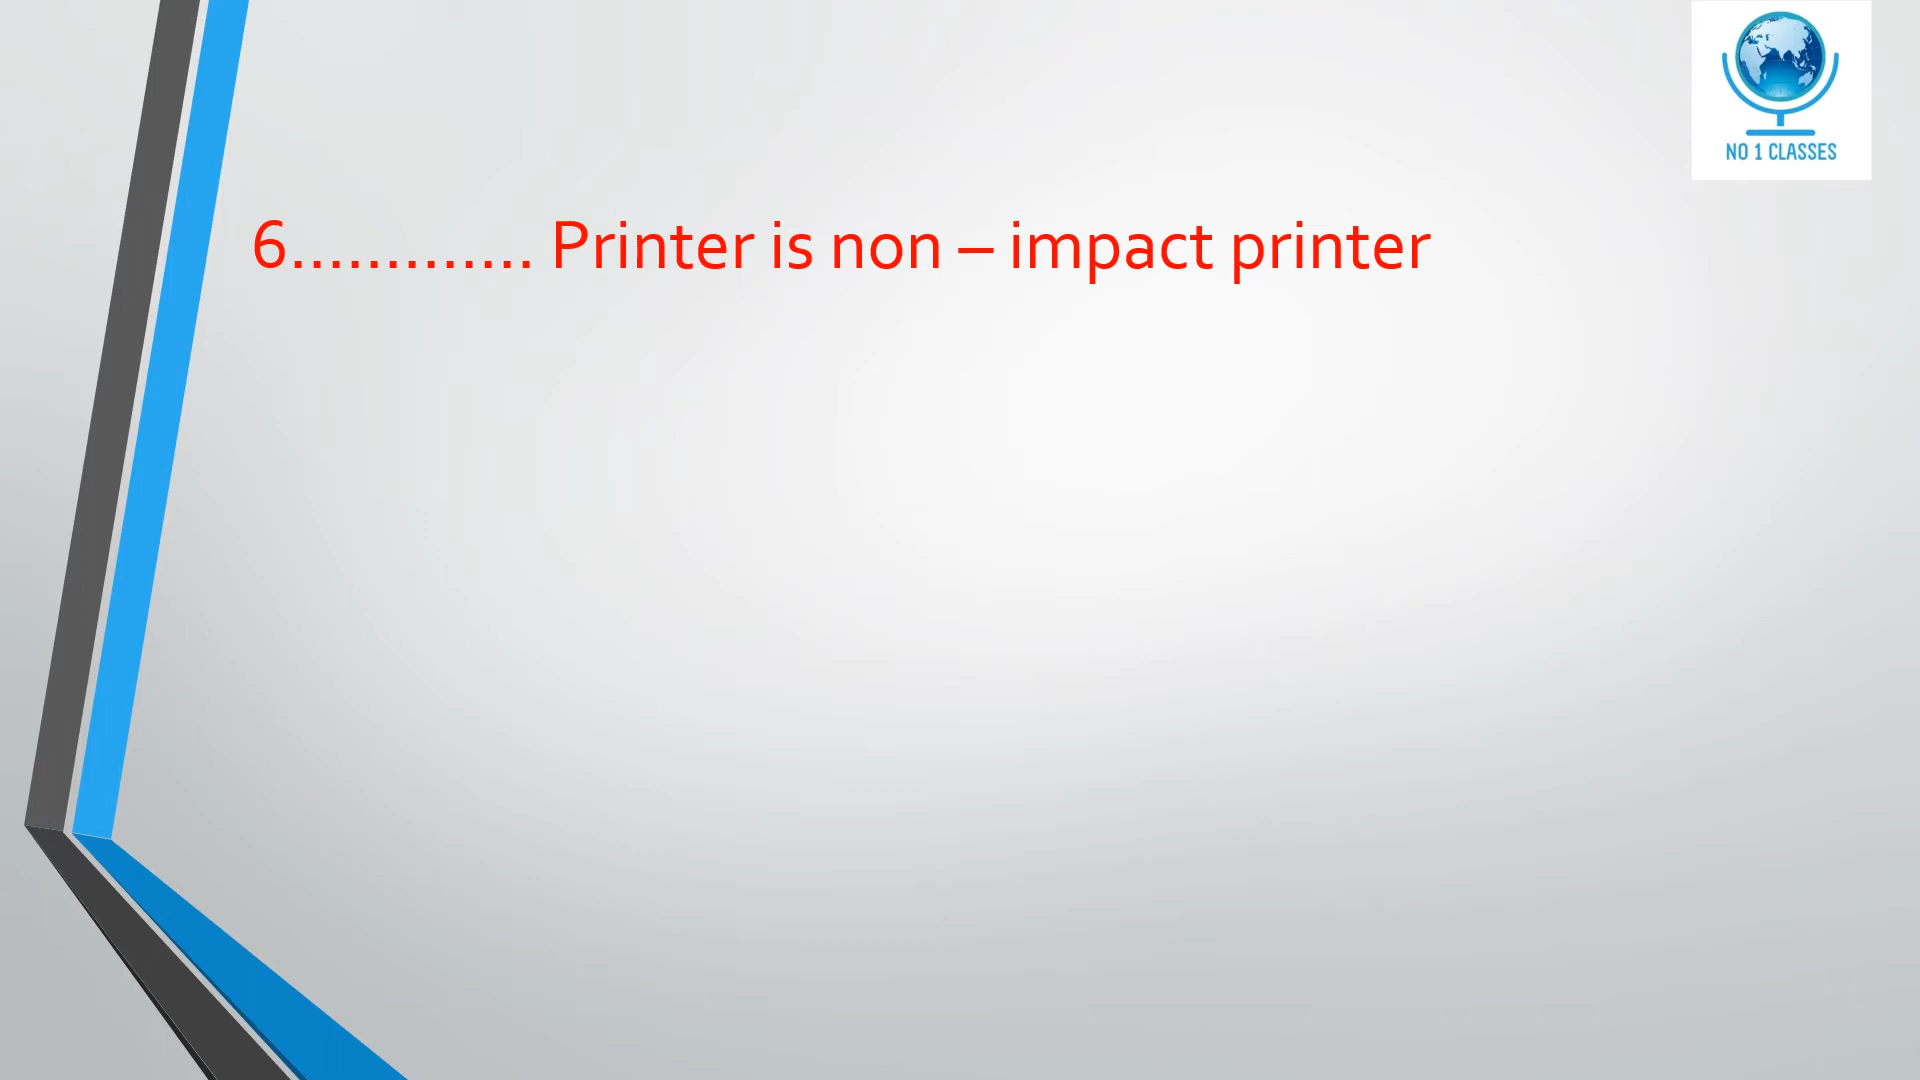 NO 1 CLASSES
6............. Printer is non – impact printer